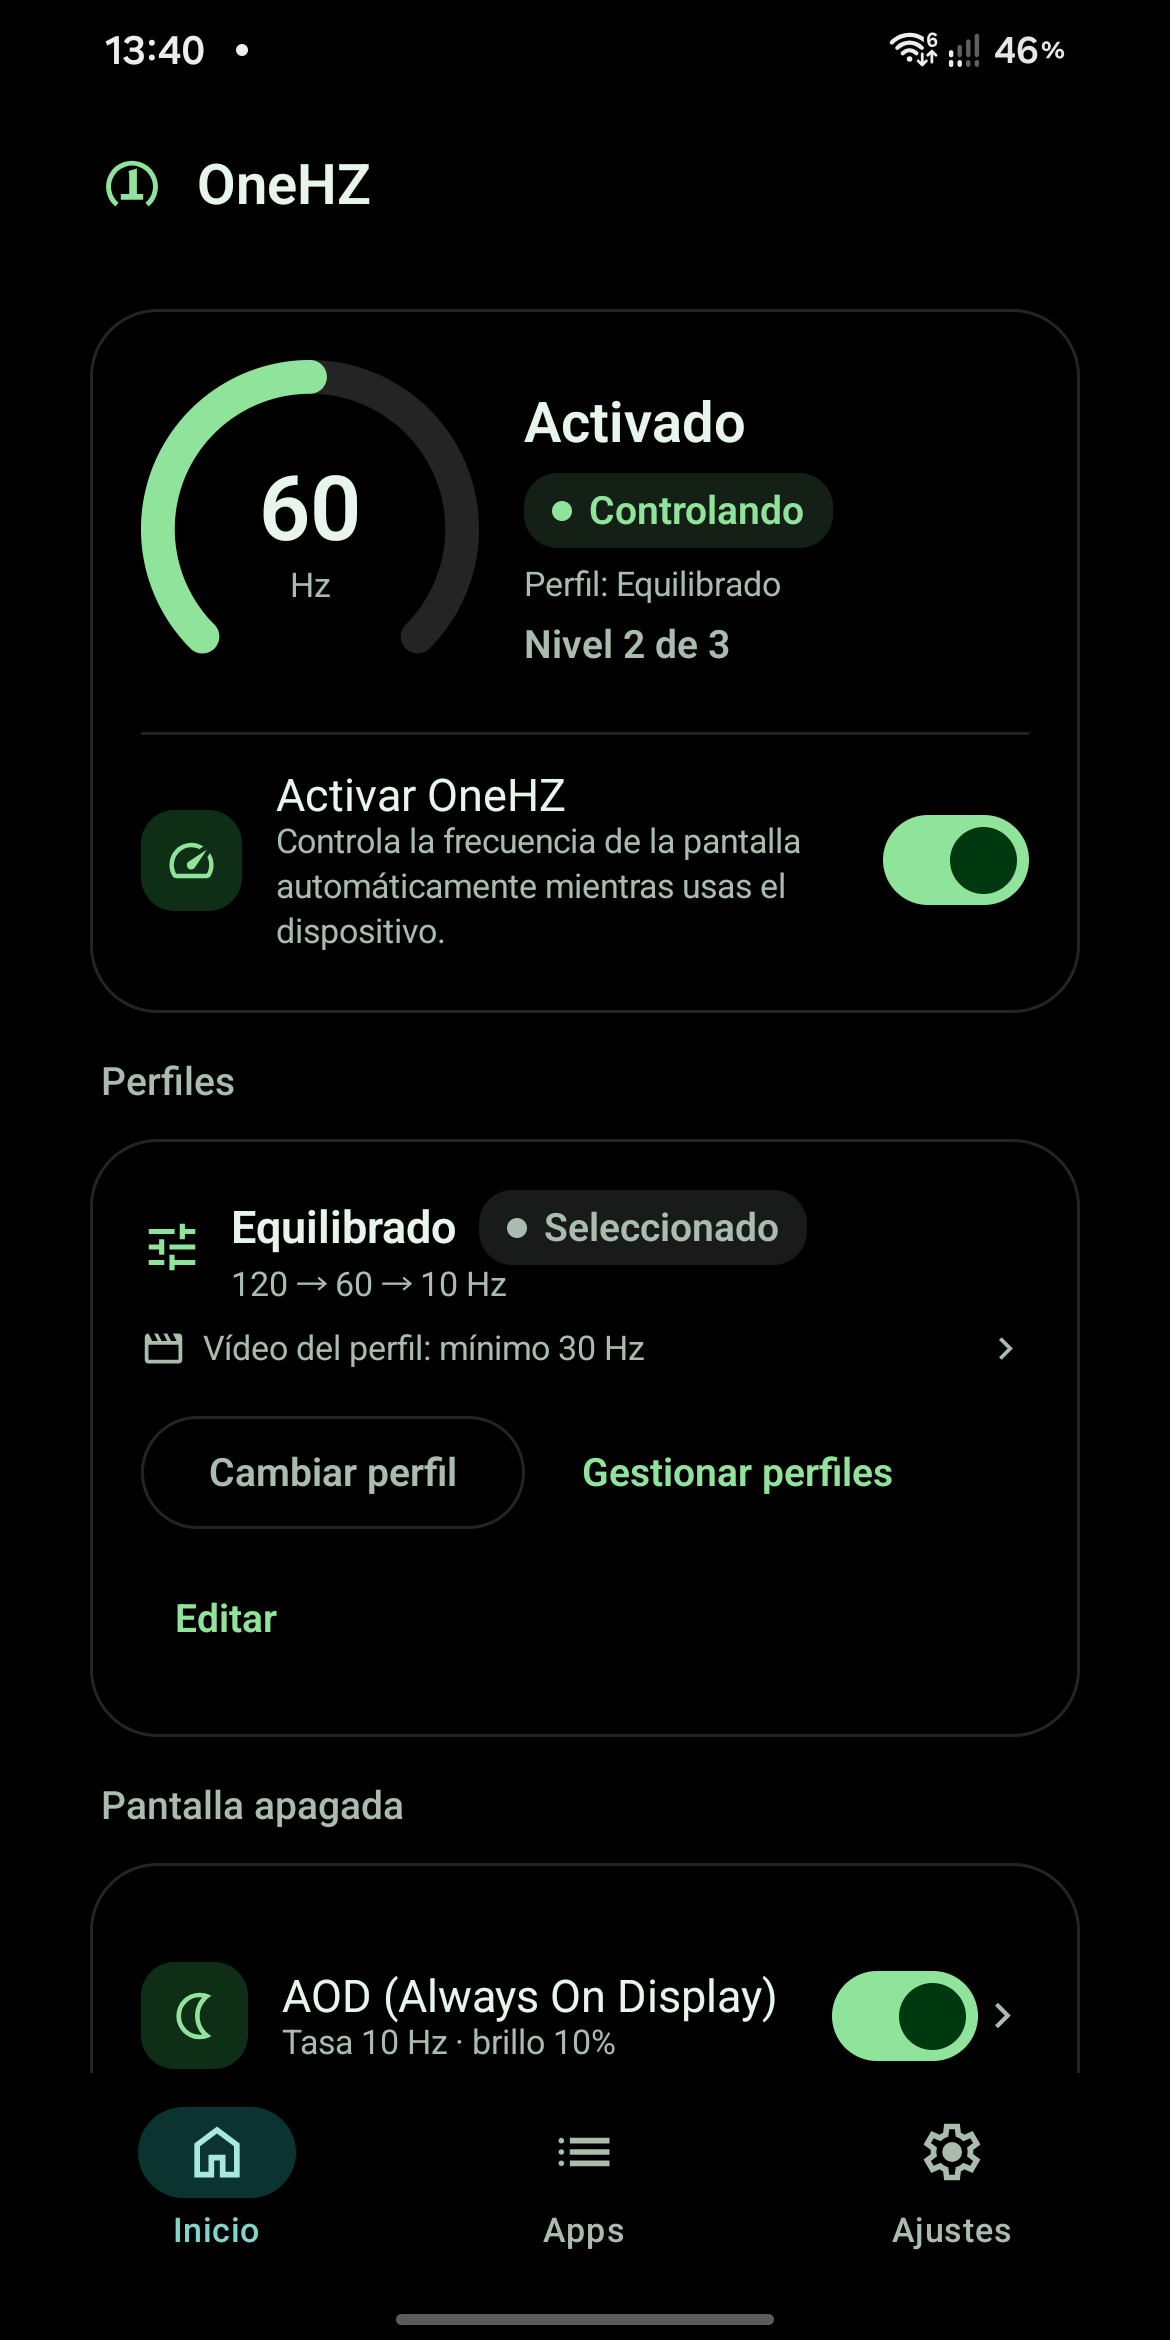 13:40
6
46%
OneHZ
60
Hz
Activado
Controlando
Perfil: Equilibrado
Nivel 2 de 3
Activar OneHZ
Controla la frecuencia de la pantalla
automáticamente mientras usas el
dispositivo.
Perfiles
Equilibrado
Seleccionado
120 → 60 → 10 Hz
Vídeo del perfil: mínimo 30 Hz
Cambiar perfil
Gestionar perfiles
Editar
Pantalla apagada
AOD (Always On Display)
Tasa 10 Hz · brillo 10%
Inicio
Apps
Ajustes